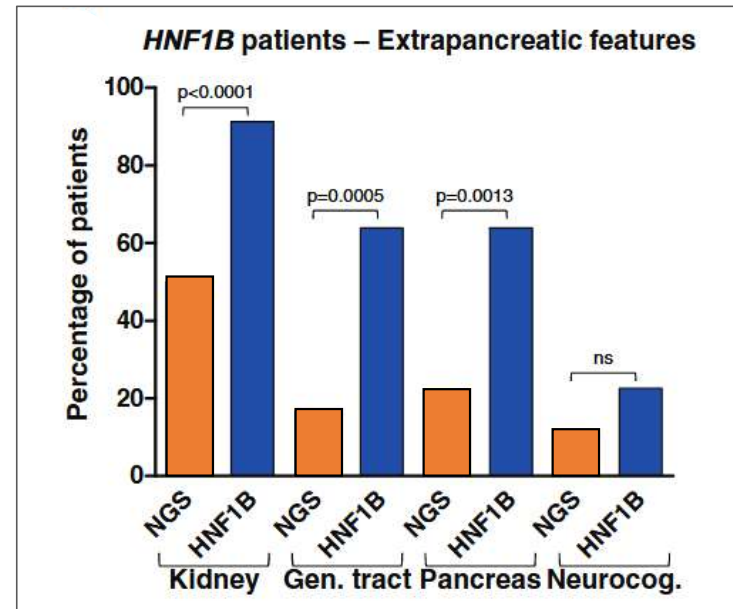 HNF1B patients – Extrapancreatic features
Percentage of patients
100
80
60
40
20
0
p<0.0001
p=0.0005
p=0.0013
ns
NGS
HNF1B
NGS
HNF1B
NGS
HNF1B
NGS
HNF1B
Kidney
Gen. tract
Pancreas
Neurocog.